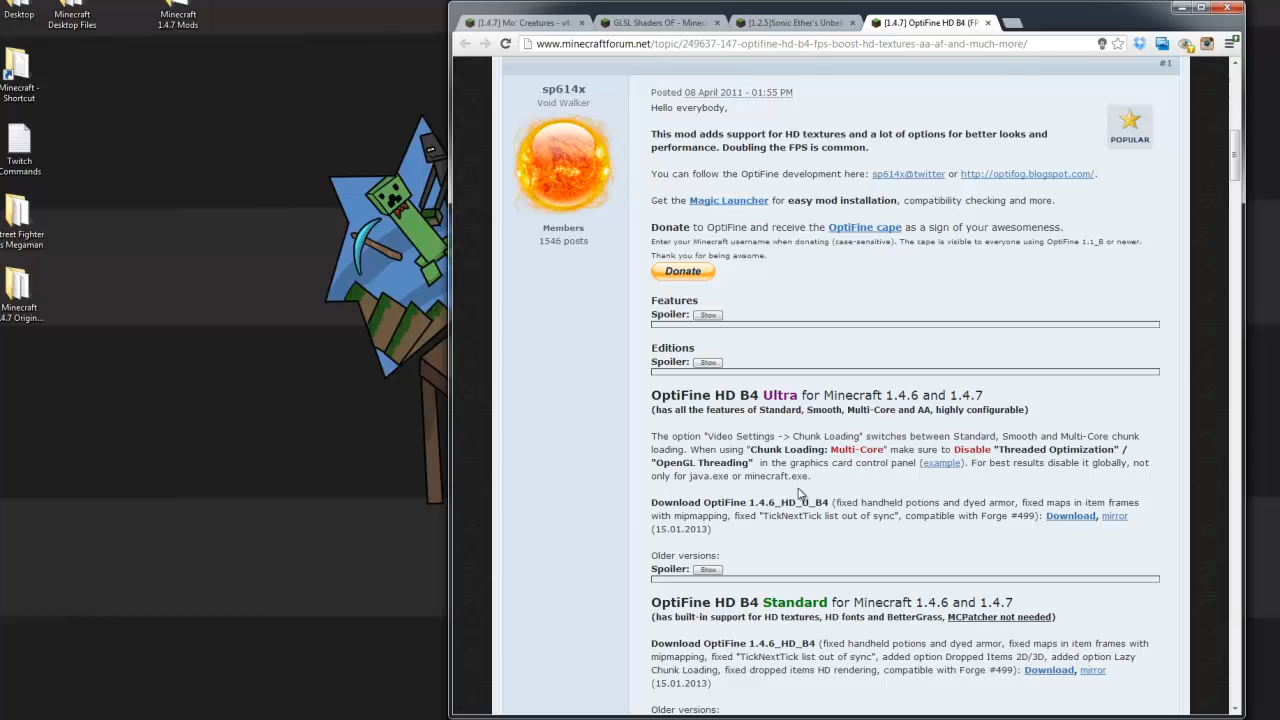 Desktop
Minecraft
Desktop Files
Minecraft
1.4.7 Mods
Minecraft -
Shortcut
Twitch
Commands
Street Fighter
s Megaman
Minecraft
.4.7 Origin...
[1.4.7] Mo' Creatures - v4.
GLSL Shaders OF - Minec
[1.2.5]Sonic Ether's Unbel
[1.4.7] OptiFine HD B4 (FP
www.minecraftforum.net/topic/249637-147-optifine-hd-b4-fps-boost-hd-textures-aa-af-and-much-more/
#1
sp614x
Void Walker
Members
1546 posts
Posted 08 April 2011 - 01:55 PM
Hello everybody,
POPULAR
This mod adds support for HD textures and a lot of options for better looks and
performance. Doubling the FPS is common.
You can follow the OptiFine development here: sp614x@twitter or http://optifog.blogspot.com/.
Get the Magic Launcher for easy mod installation, compatibility checking and more.
Donate to OptiFine and receive the OptiFine cape as a sign of your awesomeness.
Enter your Minecraft username when donating (case-sensitive). The cape is visible to everyone using OptiFine 1.1_B or newer.
Thank you for being awsome.
Donate
Features
Spoiler: Show
Editions
Spoiler: Show
OptiFine HD B4 Ultra for Minecraft 1.4.6 and 1.4.7
(has all the features of Standard, Smooth, Multi-Core and AA, highly configurable)
The option "Video Settings -> Chunk Loading" switches between Standard, Smooth and Multi-Core chunk
loading. When using "Chunk Loading: Multi-Core" make sure to Disable "Threaded Optimization" /
"OpenGL Threading" in the graphics card control panel (example). For best results disable it globally, not
only for java.exe or minecraft.exe.
Download OptiFine 1.4.6_HD_U_B4 (fixed handheld potions and dyed armor, fixed maps in item frames
with mipmapping, fixed "TickNextTick list out of sync", compatible with Forge #499): Download, mirror
(15.01.2013)
Older versions:
Spoiler: Show
OptiFine HD B4 Standard for Minecraft 1.4.6 and 1.4.7
(has built-in support for HD textures, HD fonts and BetterGrass, MCPatcher not needed)
Download OptiFine 1.4.6_HD_B4 (fixed handheld potions and dyed armor, fixed maps in item frames with
mipmapping, fixed "TickNextTick list out of sync", added option Dropped Items 2D/3D, added option Lazy
Chunk Loading, fixed dropped items HD rendering, compatible with Forge #499): Download, mirror
(15.01.2013)
Older versions: